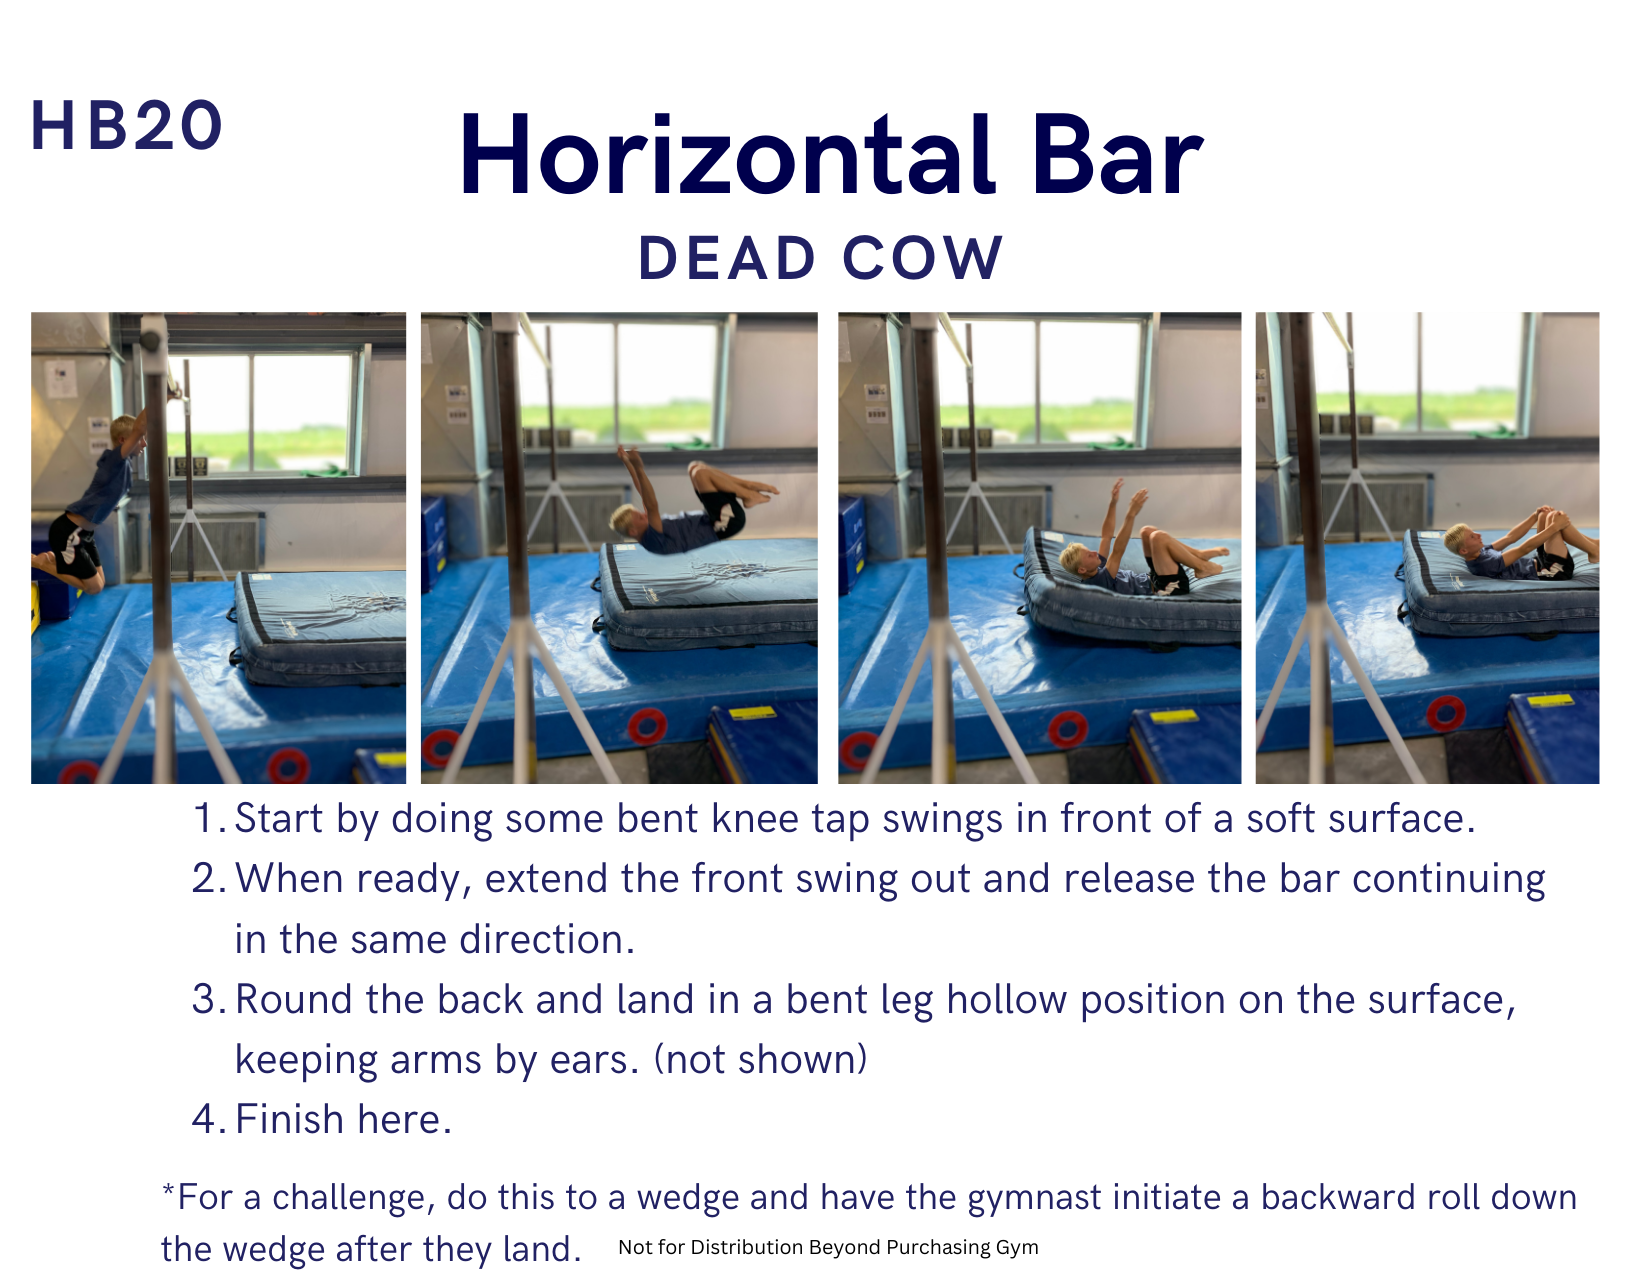 HB20
Horizontal Bar
DEAD COW
1. Start by doing some bent knee tap swings in front of a soft surface.
2. When ready, extend the front swing out and release the bar continuing
in the same direction.
3. Round the back and land in a bent leg hollow position on the surface,
keeping arms by ears. (not shown)
4. Finish here.
*For a challenge, do this to a wedge and have the gymnast initiate a backward roll down
the wedge after they land.
Not for Distribution Beyond Purchasing Gym